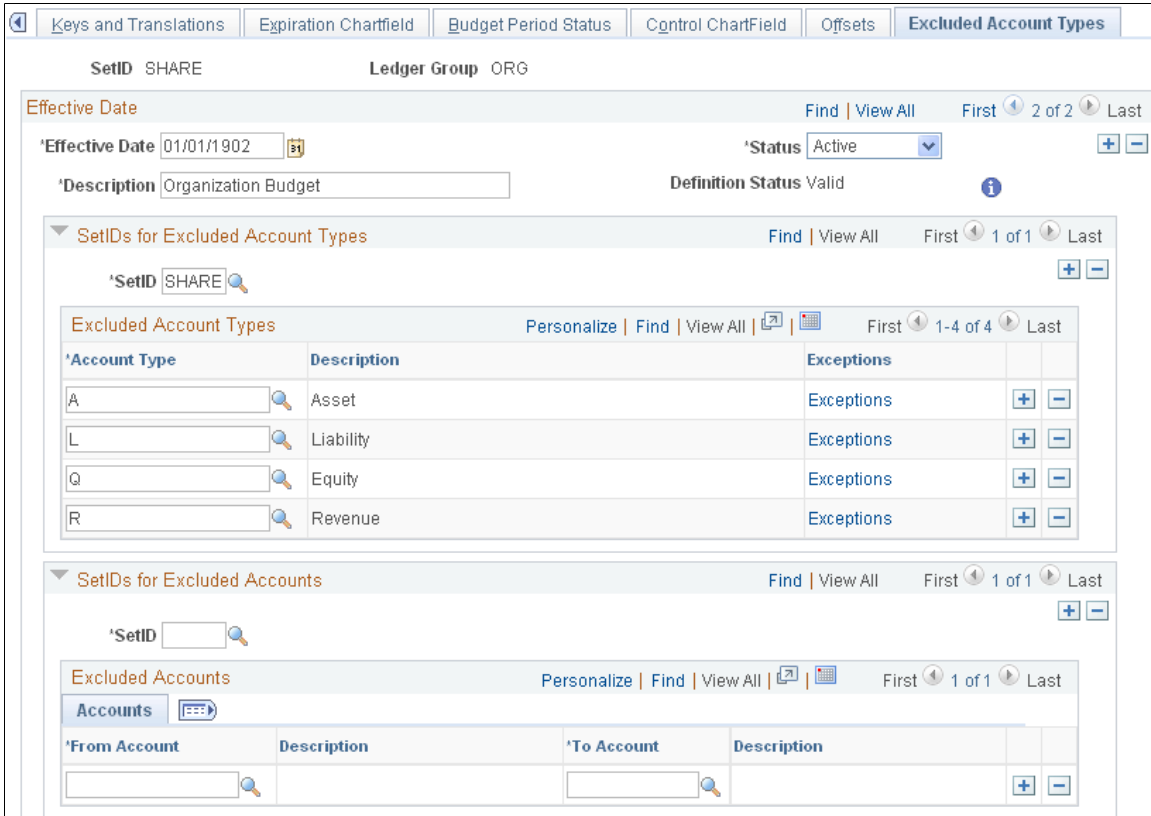 Keys and Translations Expiration Chartfield Budget Period Status Control ChartField Offsets Excluded Account Types
SetID SHARE Ledger Group ORG
Effective Date Find | View All First 2 of 2 Last
*Effective Date 01/01/1902 31 *Status Active
*Description Organization Budget Definition Status Valid
SetIDs for Excluded Account Types Find | View All First 1 of 1 Last
*SetID SHARE
Excluded Account Types Personalize | Find | View All | | First 1-4 of 4 Last
*Account Type Description Exceptions
A Asset Exceptions
L Liability Exceptions
Q Equity Exceptions
R Revenue Exceptions
SetIDs for Excluded Accounts Find | View All First 1 of 1 Last
*SetID
Excluded Accounts Personalize | Find | View All | | First 1 of 1 Last
Accounts
*From Account Description *To Account Description